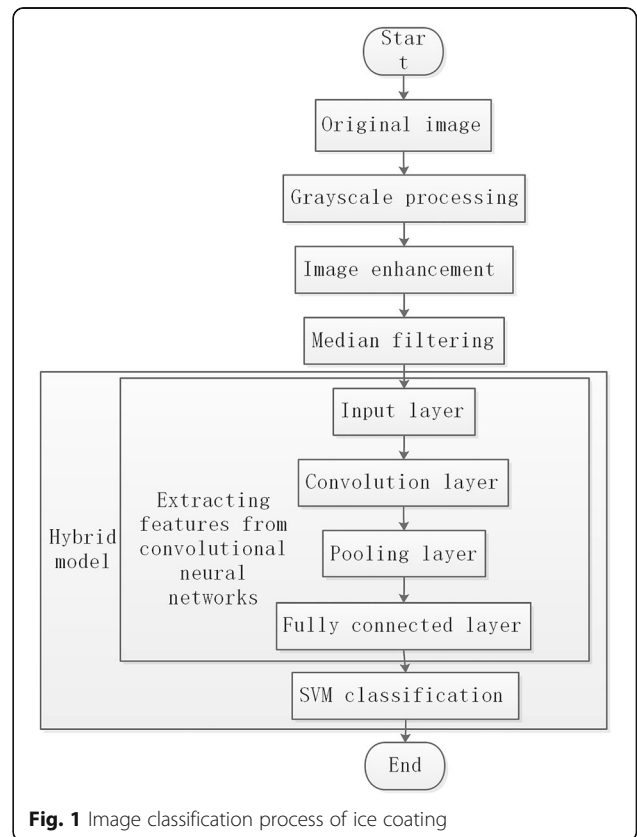 Star
t
Original image
Grayscale processing
Image enhancement
Median filtering
Input layer
Convolution layer
Extracting
features from
convolutional
neural
networks
Hybrid
model
Pooling layer
Fully connected layer
SVM classification
End
Fig. 1 Image classification process of ice coating